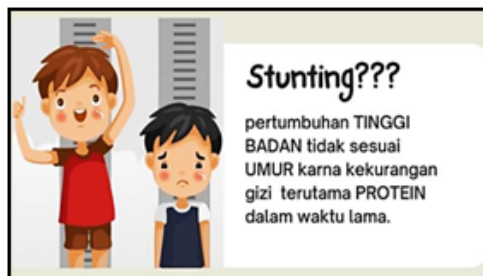 Stunting???
pertumbuhan TINGGI
BADAN tidak sesuai
UMUR karna kekurangan
gizi terutama PROTEIN
dalam waktu lama.